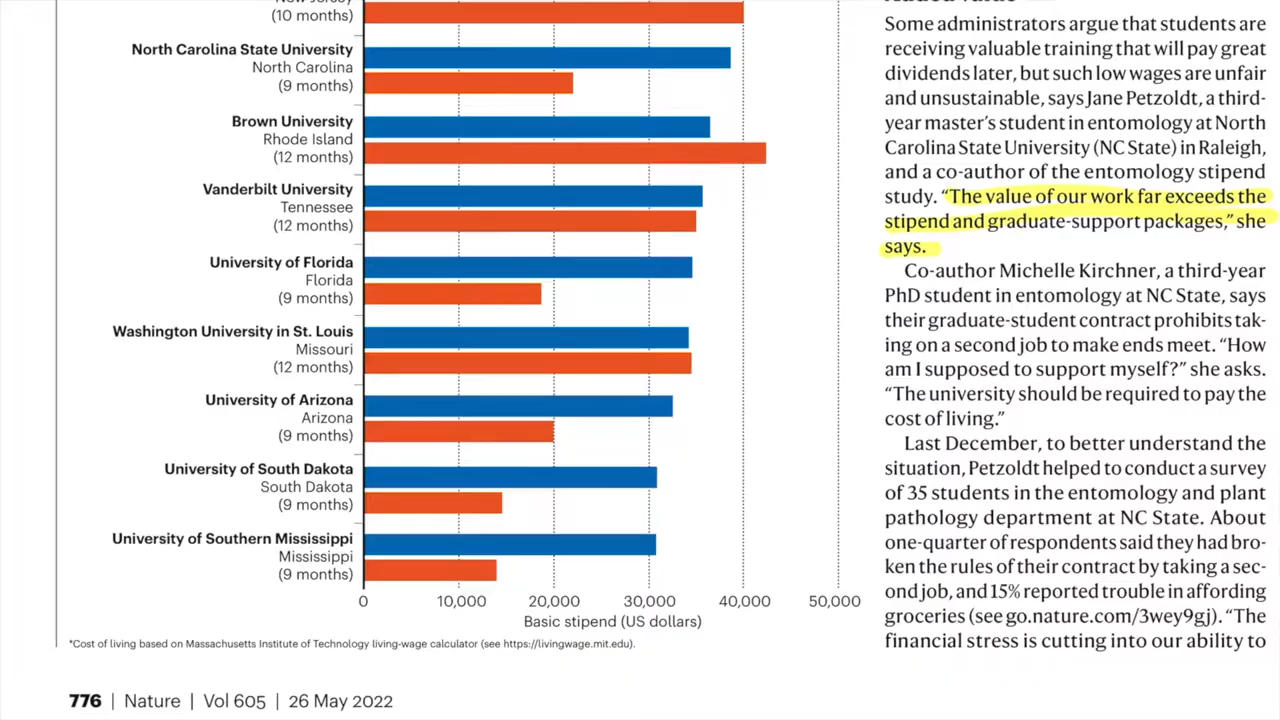 (10 months)
North Carolina State University
North Carolina
(9 months)
Brown University
Rhode Island
(12 months)
Vanderbilt University
Tennessee
(12 months)
University of Florida
Florida
(9 months)
Washington University in St. Louis
Missouri
(12 months)
University of Arizona
Arizona
(9 months)
University of South Dakota
South Dakota
(9 months)
University of Southern Mississippi
Mississippi
(9 months)
0 10,000 20,000 30,000 40,000 50,000
Basic stipend (US dollars)
*Cost of living based on Massachusetts Institute of Technology living-wage calculator (see https://livingwage.mit.edu).
776 | Nature | Vol 605 | 26 May 2022
Some administrators argue that students are
receiving valuable training that will pay great
dividends later, but such low wages are unfair
and unsustainable, says Jane Petzoldt, a third-
year master's student in entomology at North
Carolina State University (NC State) in Raleigh,
and a co-author of the entomology stipend
study. “The value of our work far exceeds the
stipend and graduate-support packages,” she
says.
Co-author Michelle Kirchner, a third-year
PhD student in entomology at NC State, says
their graduate-student contract prohibits tak-
ing on a second job to make ends meet. “How
am I supposed to support myself?” she asks.
“The university should be required to pay the
cost of living.”
Last December, to better understand the
situation, Petzoldt helped to conduct a survey
of 35 students in the entomology and plant
pathology department at NC State. About
one-quarter of respondents said they had bro-
ken the rules of their contract by taking a sec-
ond job, and 15% reported trouble in affording
groceries (see go.nature.com/3wey9gj). “The
financial stress is cutting into our ability to